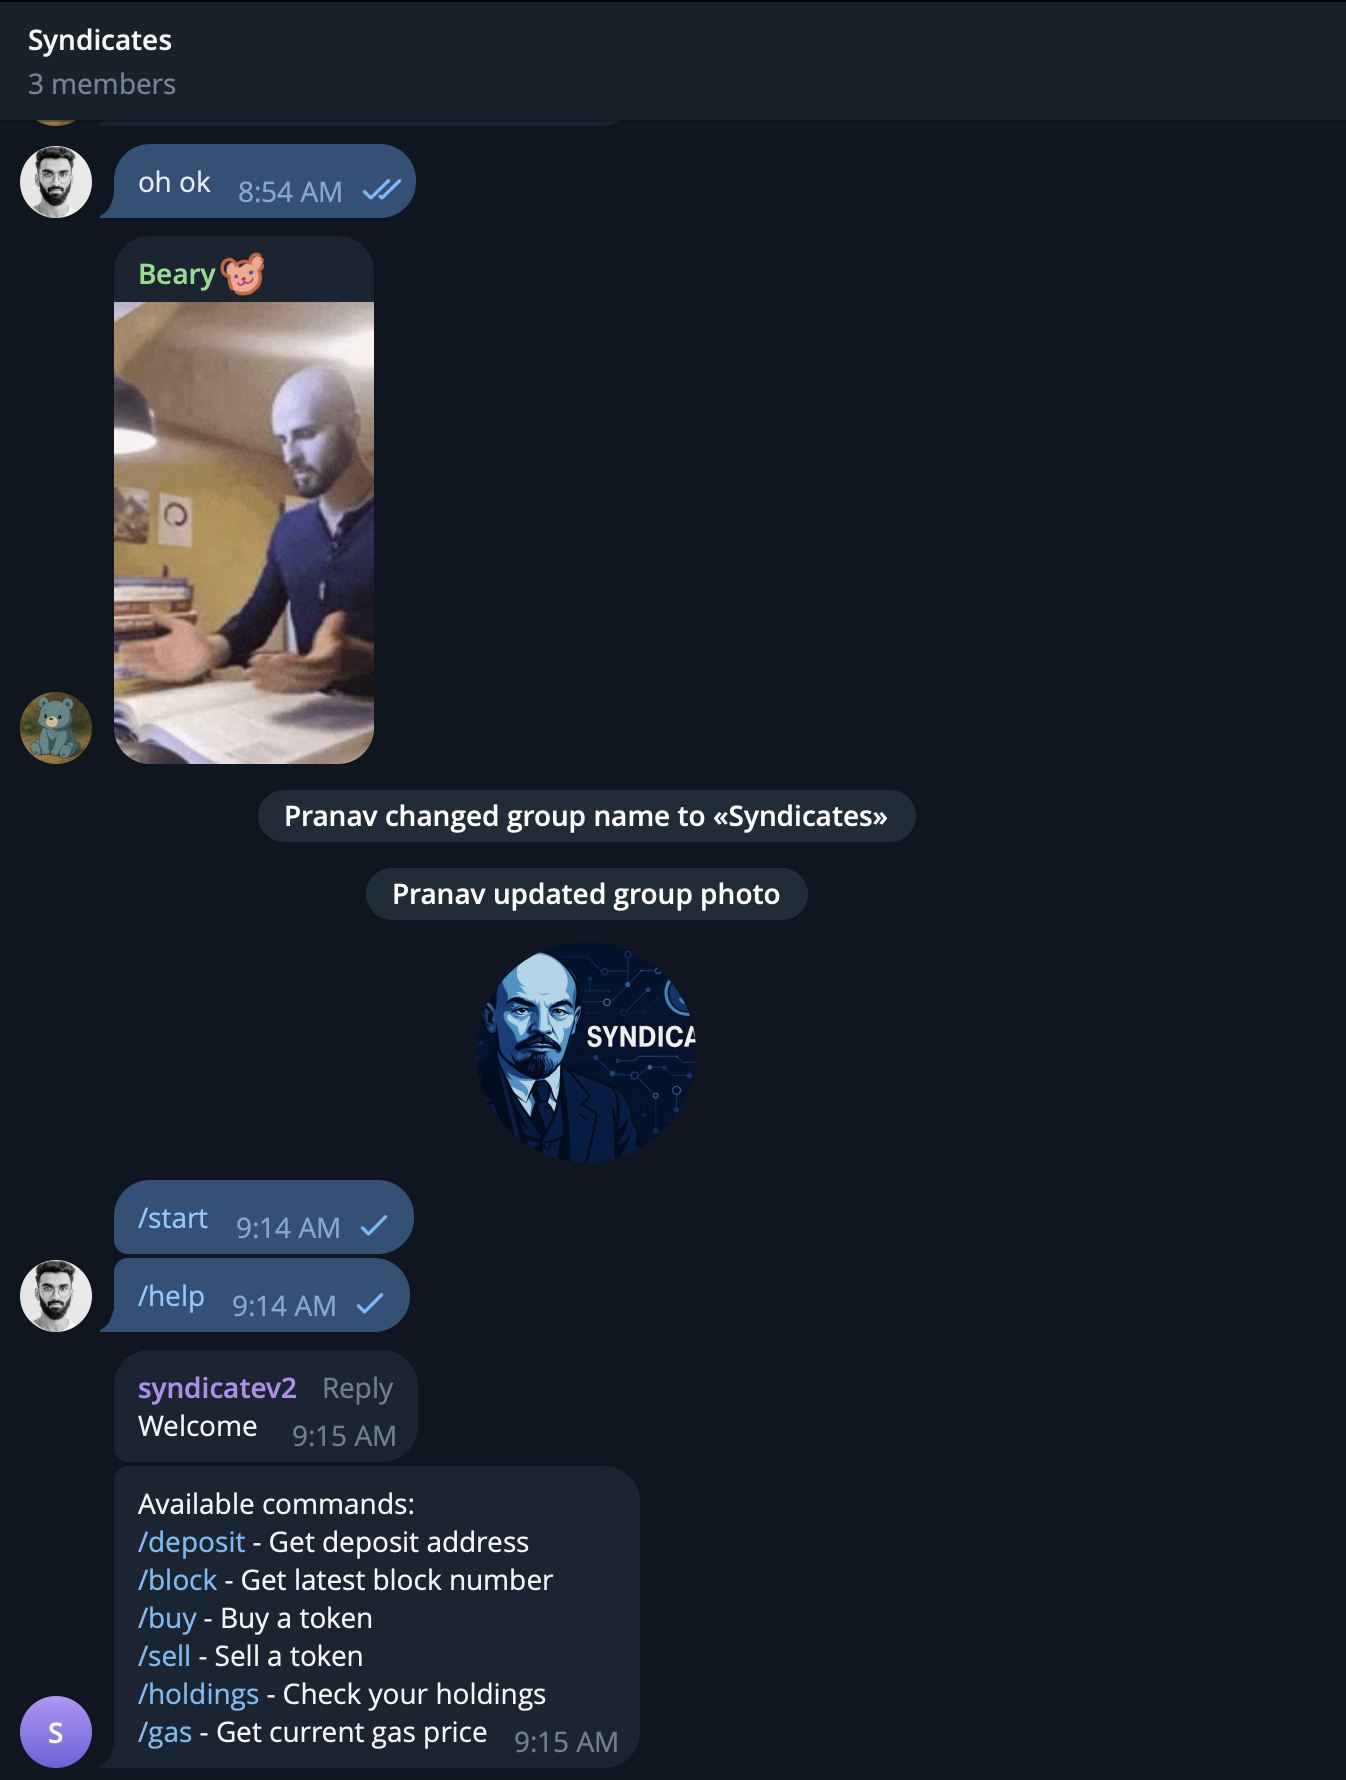 Syndicates
3 members
oh ok 8:54 AM
Beary
Pranav changed group name to «Syndicates»
Pranav updated group photo
SYNDICA
/start 9:14 AM
/help 9:14 AM
syndicatev2 Reply
Welcome 9:15 AM
Available commands:
/deposit - Get deposit address
/block - Get latest block number
/buy - Buy a token
/sell - Sell a token
/holdings - Check your holdings
/gas - Get current gas price 9:15 AM
S